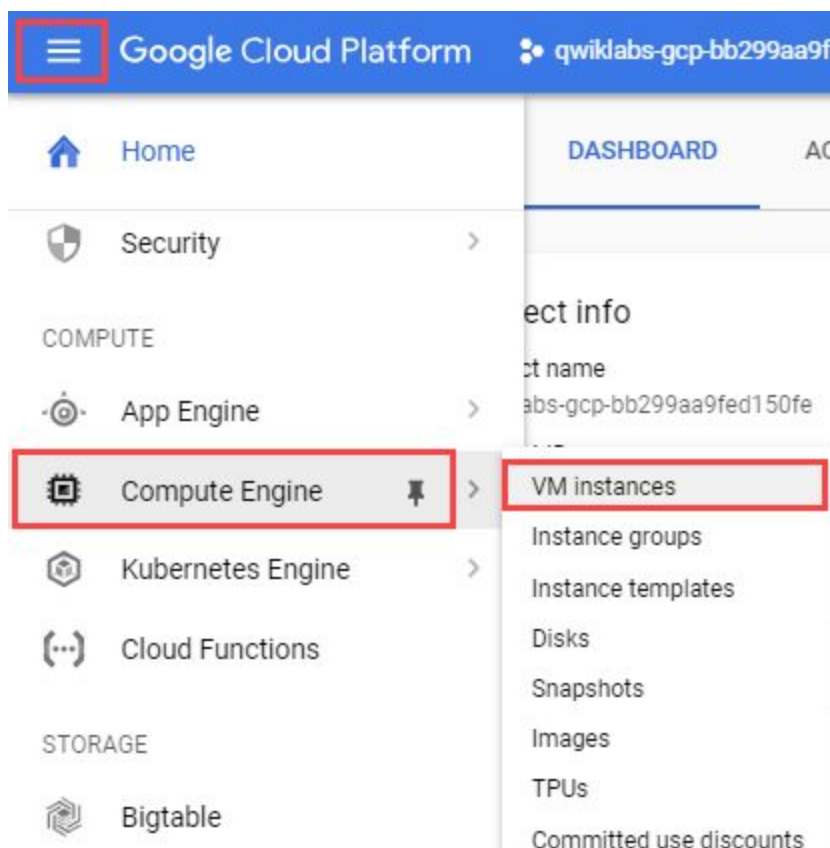 Google Cloud Platform
qwiklabs-gcp-bb299aa9f
Home
DASHBOARD
AC
Security
COMPUTE
ect info
ct name
abs-gcp-bb299aa9fed150fe
App Engine
Compute Engine
VM instances
Instance groups
Kubernetes Engine
Instance templates
Disks
Cloud Functions
Snapshots
Images
STORAGE
TPUs
Bigtable
Committed use discounts